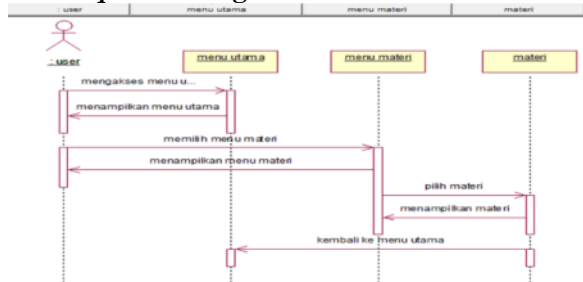 : user menu utama menu materi materi
: user menu utama menu materi materi
mengakses menu u...
menampilkan menu utama
memilih menu materi
menampilkan menu materi
pilih materi
menampilkan materi
kembali ke menu utama